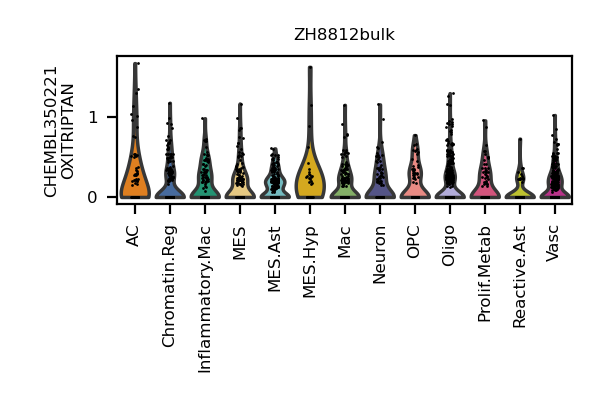 ZH8812bulk
CHEMBL350221
OXITRIPTAN
1
0
AC
Chromatin.Reg
Inflammatory.Mac
MES
MES.Ast
MES.Hyp
Mac
Neuron
OPC
Oligo
Prolif.Metab
Reactive.Ast
Vasc